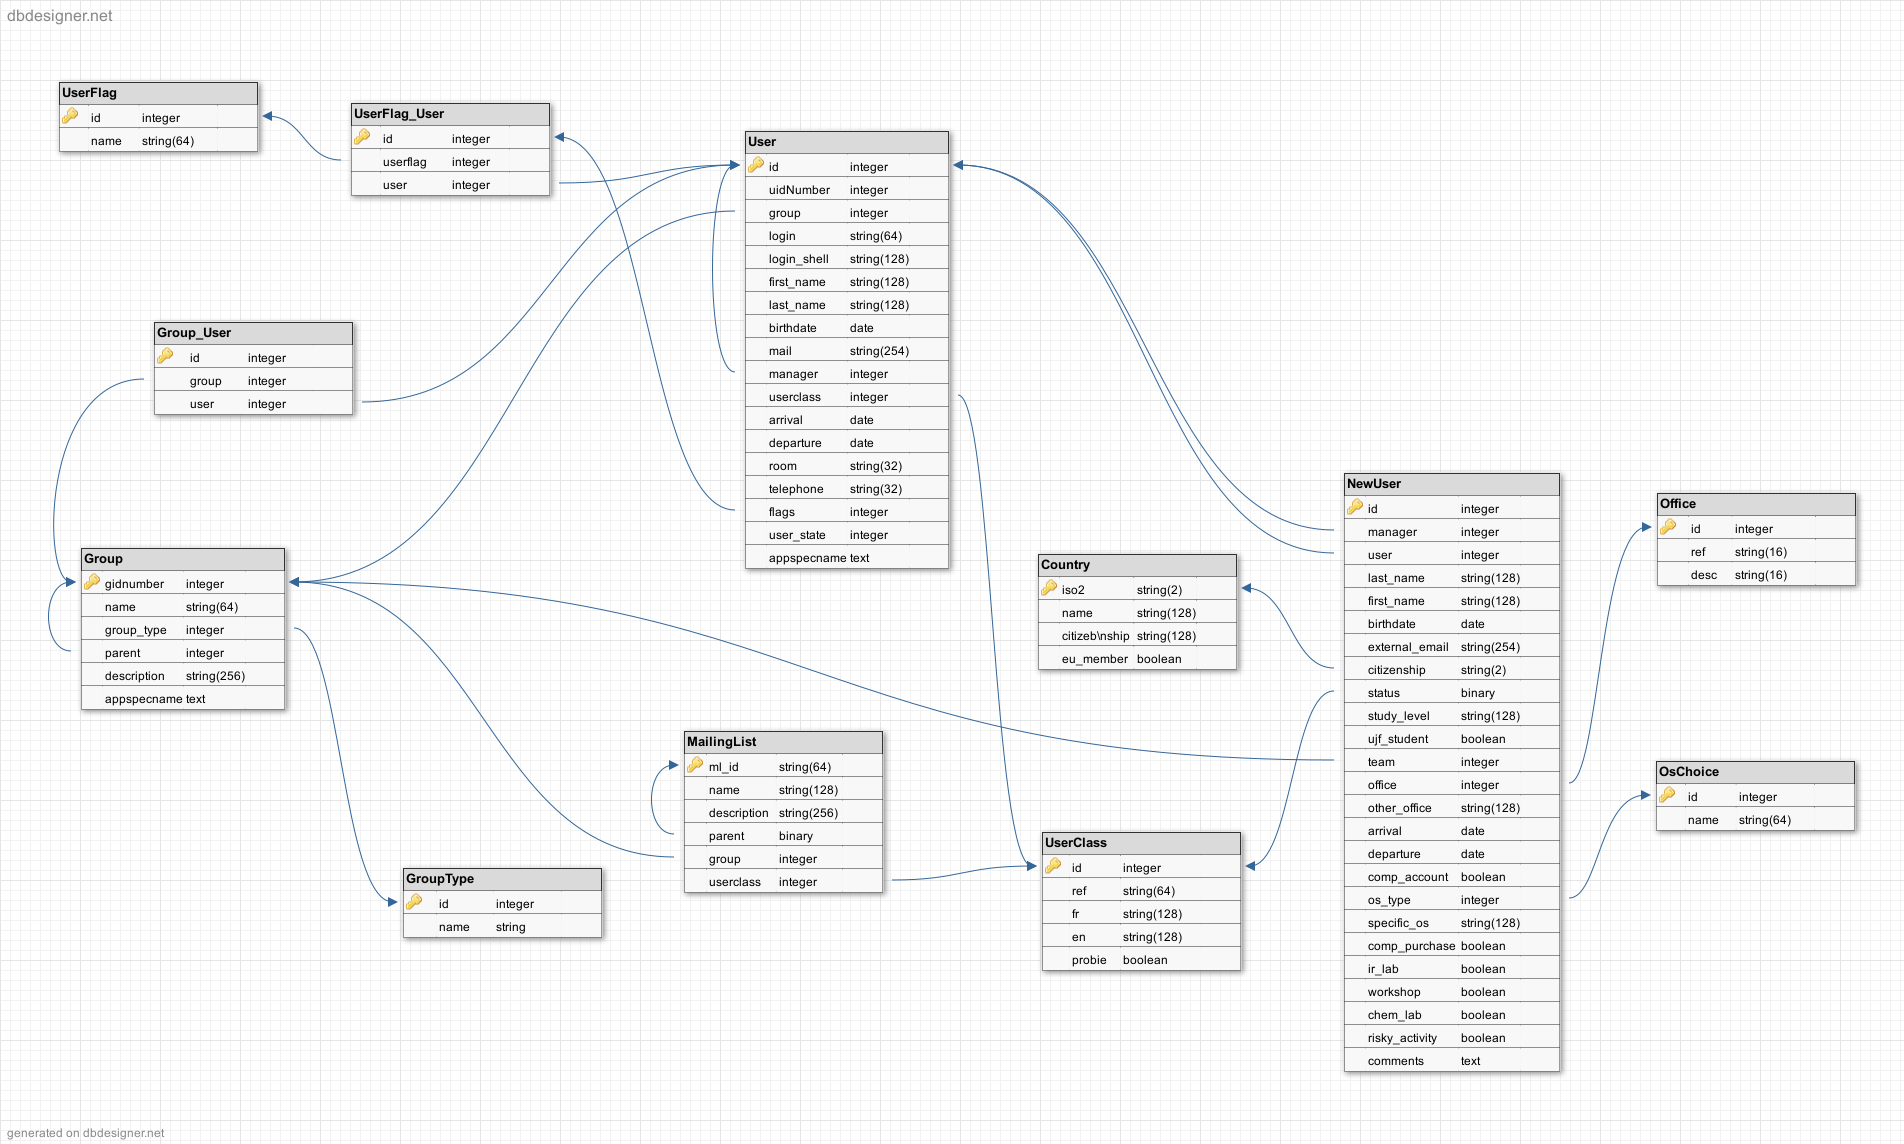 dbdesigner.net
UserFlag
id integer
name string(64)
UserFlag_User
id integer
userflag integer
user integer
User
id integer
uidNumber integer
group integer
login string(64)
login_shell string(128)
first_name string(128)
last_name string(128)
birthdate date
mail string(254)
manager integer
userclass integer
arrival date
departure date
room string(32)
telephone string(32)
flags integer
user_state integer
appspecname text
Group_User
id integer
group integer
user integer
Group
gidnumber integer
name string(64)
group_type integer
parent integer
description string(256)
appspecname text
NewUser
id integer
manager integer
user integer
last_name string(128)
first_name string(128)
birthdate date
external_email string(254)
citizenship string(2)
status binary
study_level string(128)
ujf_student boolean
team integer
office integer
other_office string(128)
arrival date
departure date
comp_account boolean
os_type integer
specific_os string(128)
comp_purchase boolean
ir_lab boolean
workshop boolean
chem_lab boolean
risky_activity boolean
comments text
Office
id integer
ref string(16)
desc string(16)
Country
iso2 string(2)
name string(128)
citizeb\nship string(128)
eu_member boolean
MailingList
ml_id string(64)
name string(128)
description string(256)
parent binary
group integer
userclass integer
OsChoice
id integer
name string(64)
UserClass
id integer
ref string(64)
fr string(128)
en string(128)
probie boolean
GroupType
id integer
name string
generated on dbdesigner.net